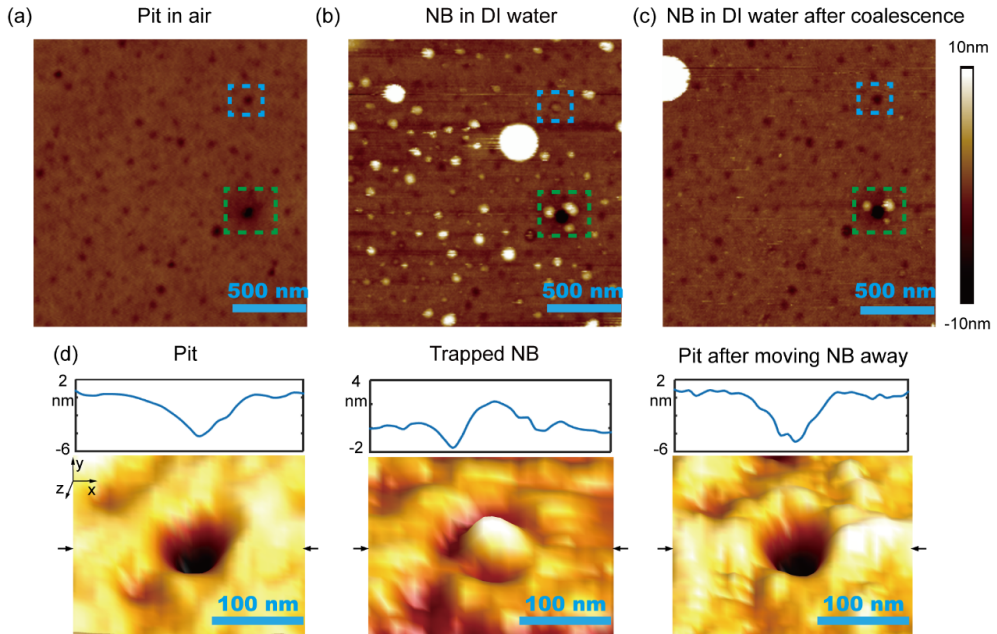 (a) Pit in air
(b) NB in DI water
(c) NB in DI water after coalescence
10nm
-10nm
500 nm
500 nm
500 nm
(d) Pit
Trapped NB
Pit after moving NB away
2
nm
-6
4
nm
-2
2
nm
-6
y
z x
100 nm
100 nm
100 nm